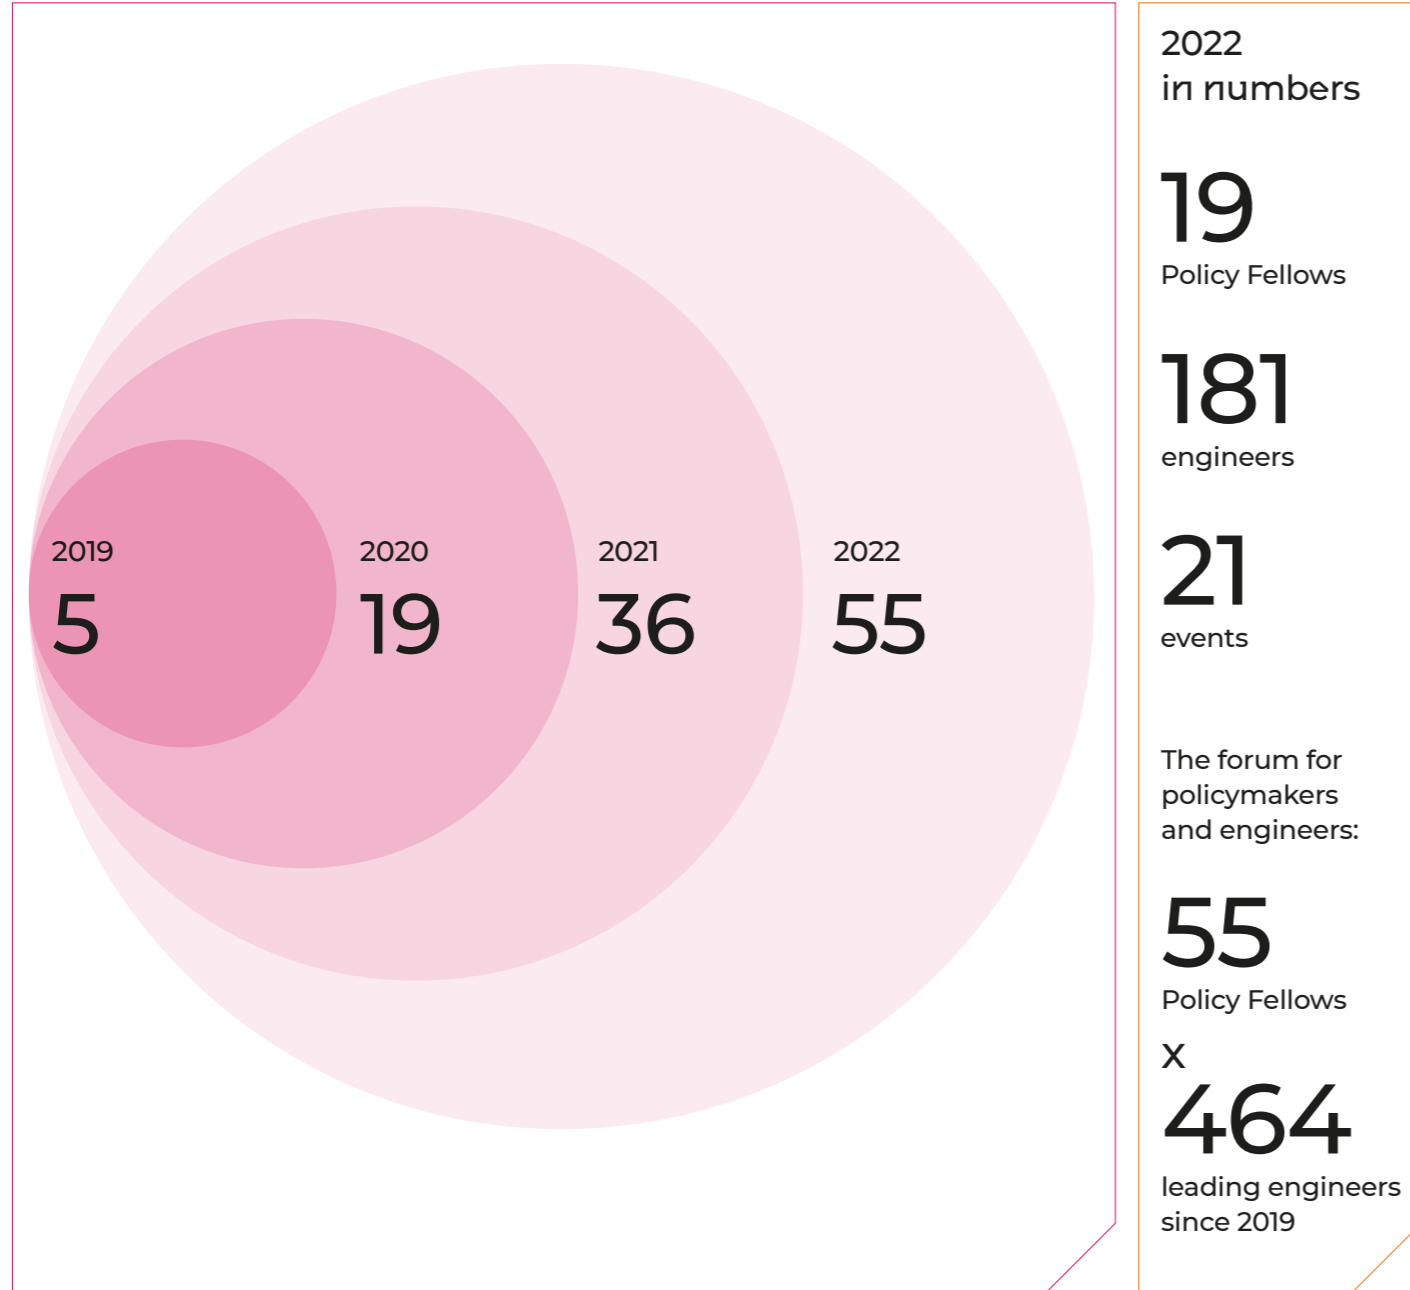 2019
5
2020
19
2021
36
2022
55
2022
in numbers
19
Policy Fellows
181
engineers
21
events
The forum for
policymakers
and engineers:
55
Policy Fellows
x
464
leading engineers
since 2019